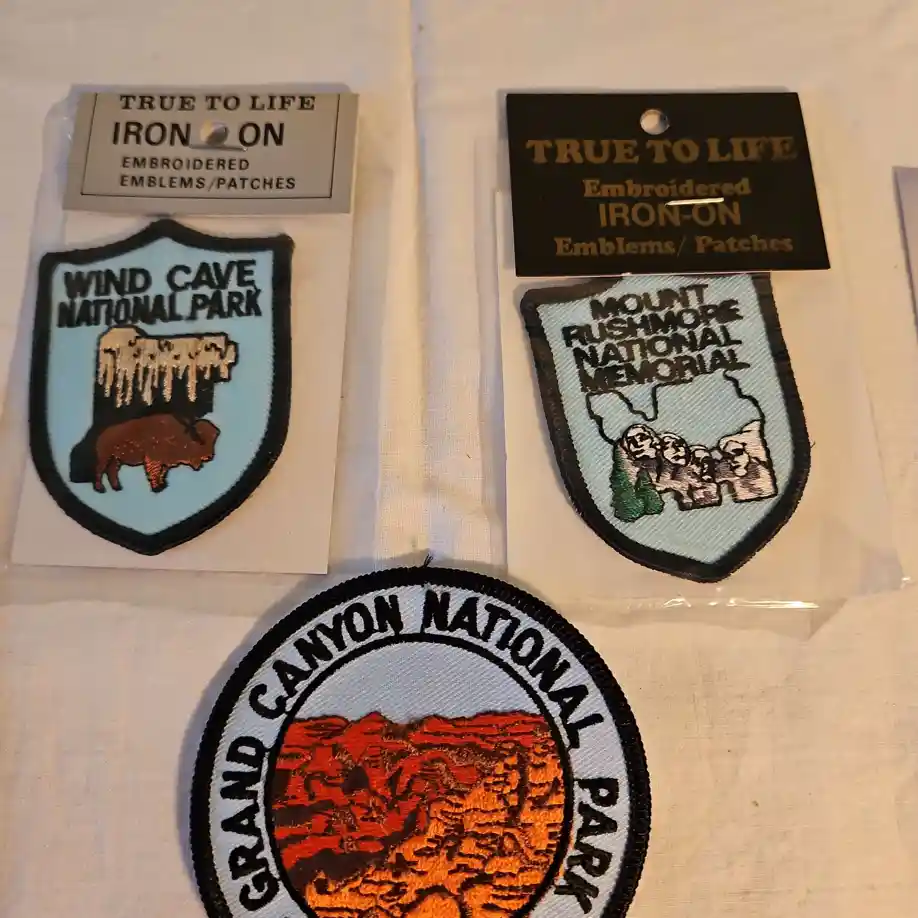 TRUE TO LIFE
IRON ON
EMBROIDERED
EMBLEMS/PATCHES
WIND CAVE
NATIONAL PARK
TRUE TO LIFE
Embroidered
IRON-ON
Emblems/ Patches
MOUNT
RUSHMORE
NATIONAL
MEMORIAL
GRAND CANYON NATIONAL PARK